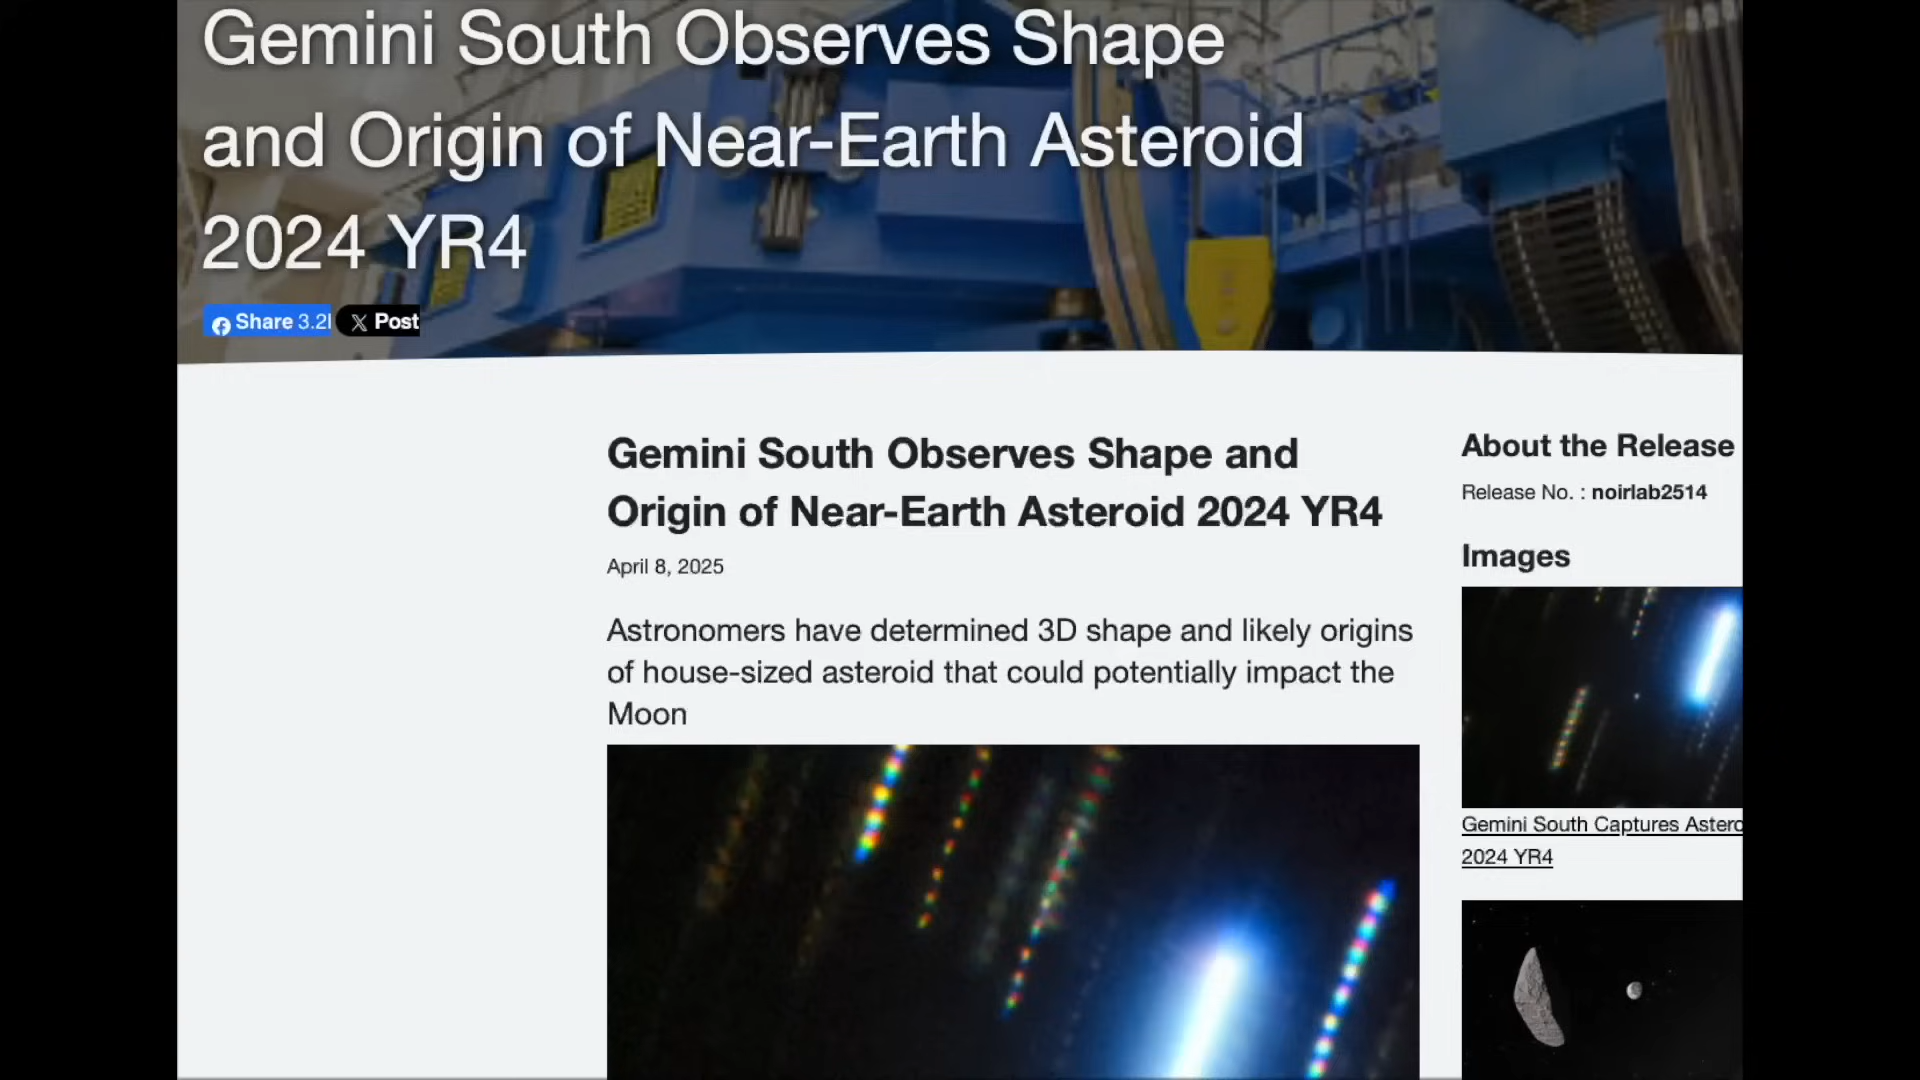 Gemini South Observes Shape
and Origin of Near-Earth Asteroid
2024 YR4
Share 3.2
Post
Gemini South Observes Shape and
Origin of Near-Earth Asteroid 2024 YR4
April 8, 2025
Astronomers have determined 3D shape and likely origins
of house-sized asteroid that could potentially impact the
Moon
About the Release
Release No. : noirlab2514
Images
Gemini South Captures Astero
2024 YR4